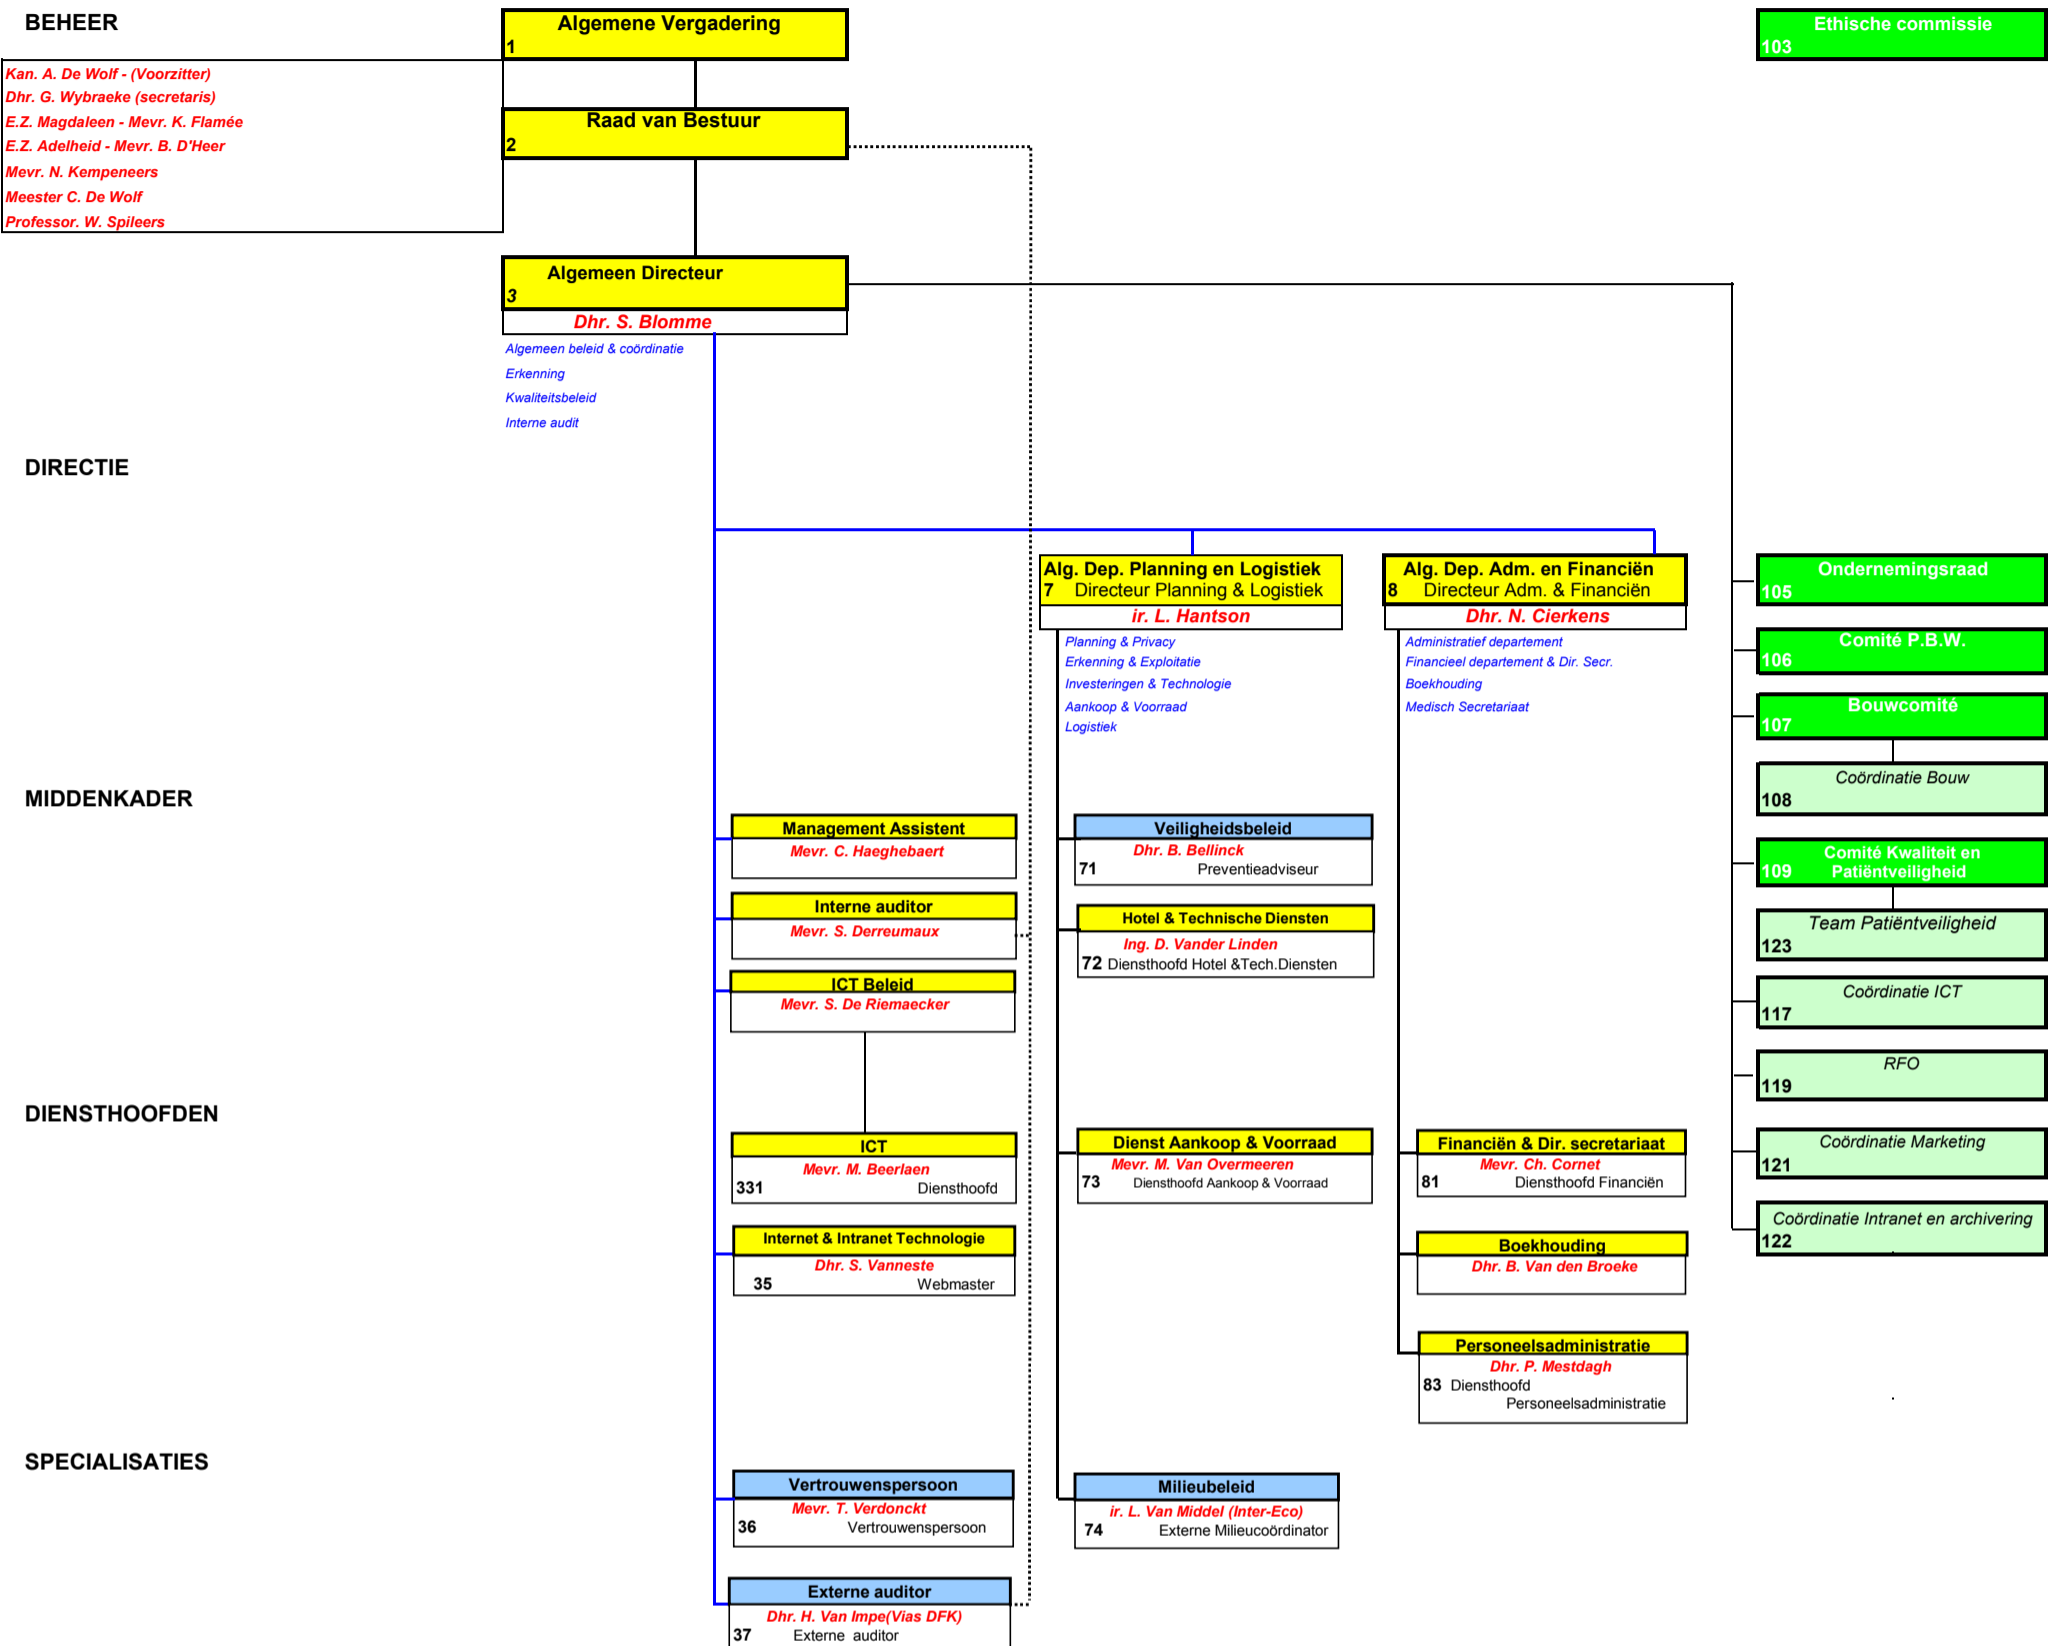 BEHEER
Algemene Vergadering
1
Ethische commissie
103
Kan. A. De Wolf - (Voorzitter)
Dhr. G. Wybraeke (secretaris)
E.Z. Magdaleen - Mevr. K. Flamée
E.Z. Adelheid - Mevr. B. D'Heer
Mevr. N. Kempeneers
Meester C. De Wolf
Professor. W. Spileers
Raad van Bestuur
2
Algemeen Directeur
3
Dhr. S. Blomme
Algemeen beleid & coördinatie
Erkenning
Kwaliteitsbeleid
Interne audit
DIRECTIE
Alg. Dep. Planning en Logistiek
7 Directeur Planning & Logistiek
ir. L. Hantson
Planning & Privacy
Erkenning & Exploitatie
Investeringen & Technologie
Aankoop & Voorraad
Logistiek
Alg. Dep. Adm. en Financiën
8 Directeur Adm. & Financiën
Dhr. N. Cierkens
Administratief departement
Financieel departement & Dir. Secr.
Boekhouding
Medisch Secretariaat
Ondernemingsraad
105
Comité P.B.W.
106
Bouwcomité
107
Coördinatie Bouw
108
Comité Kwaliteit en
109 Patiëntveiligheid
Team Patiëntveiligheid
123
Coördinatie ICT
117
RFO
119
Coördinatie Marketing
121
Coördinatie Intranet en archivering
122
MIDDENKADER
Management Assistent
Mevr. C. Haeghebaert
Interne auditor
Mevr. S. Derreumaux
ICT Beleid
Mevr. S. De Riemaecker
Veiligheidsbeleid
Dhr. B. Bellinck
71 Preventieadviseur
Hotel & Technische Diensten
Ing. D. Vander Linden
72 Diensthoofd Hotel &Tech.Diensten
DIENSTHOOFDEN
ICT
Mevr. M. Beerlaen
331 Diensthoofd
Internet & Intranet Technologie
Dhr. S. Vanneste
35 Webmaster
Dienst Aankoop & Voorraad
Mevr. M. Van Overmeeren
73 Diensthoofd Aankoop & Voorraad
Financiën & Dir. secretariaat
Mevr. Ch. Cornet
81 Diensthoofd Financiën
Boekhouding
Dhr. B. Van den Broeke
Personeelsadministratie
Dhr. P. Mestdagh
83 Diensthoofd
Personeelsadministratie
SPECIALISATIES
Vertrouwenspersoon
Mevr. T. Verdonckt
36 Vertrouwenspersoon
Milieubeleid
ir. L. Van Middel (Inter-Eco)
74 Externe Milieucoördinator
Externe auditor
Dhr. H. Van Impe(Vias DFK)
37 Externe auditor